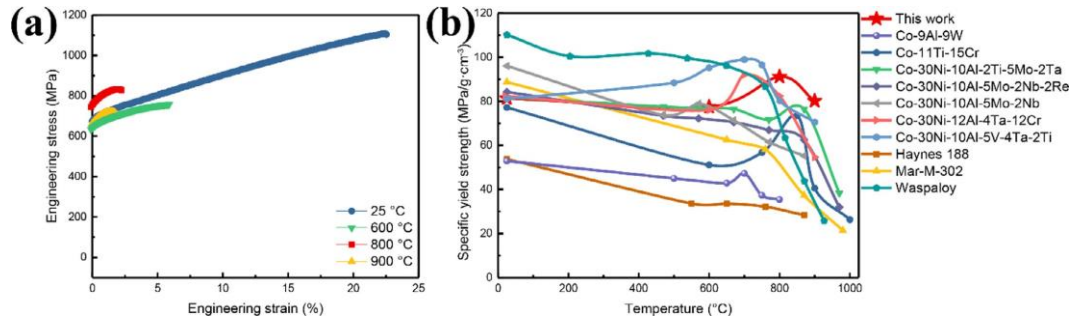 (a)
Engineering stress (MPa)
1200
1000
800
600
400
200
0
0
5
10
15
20
25
Engineering strain (%)
25 °C
600 °C
800 °C
900 °C
(b)
Specific yield strength (MPa/g·cm⁻³)
120
100
80
60
40
20
0
0
200
400
600
800
1000
Temperature (°C)
This work
Co-9Al-9W
Co-11Ti-15Cr
Co-30Ni-10Al-2Ti-5Mo-2Ta
Co-30Ni-10Al-5Mo-2Nb-2Re
Co-30Ni-10Al-5Mo-2Nb
Co-30Ni-12Al-4Ta-12Cr
Co-30Ni-10Al-5V-4Ta-2Ti
Haynes 188
Mar-M-302
Waspaloy